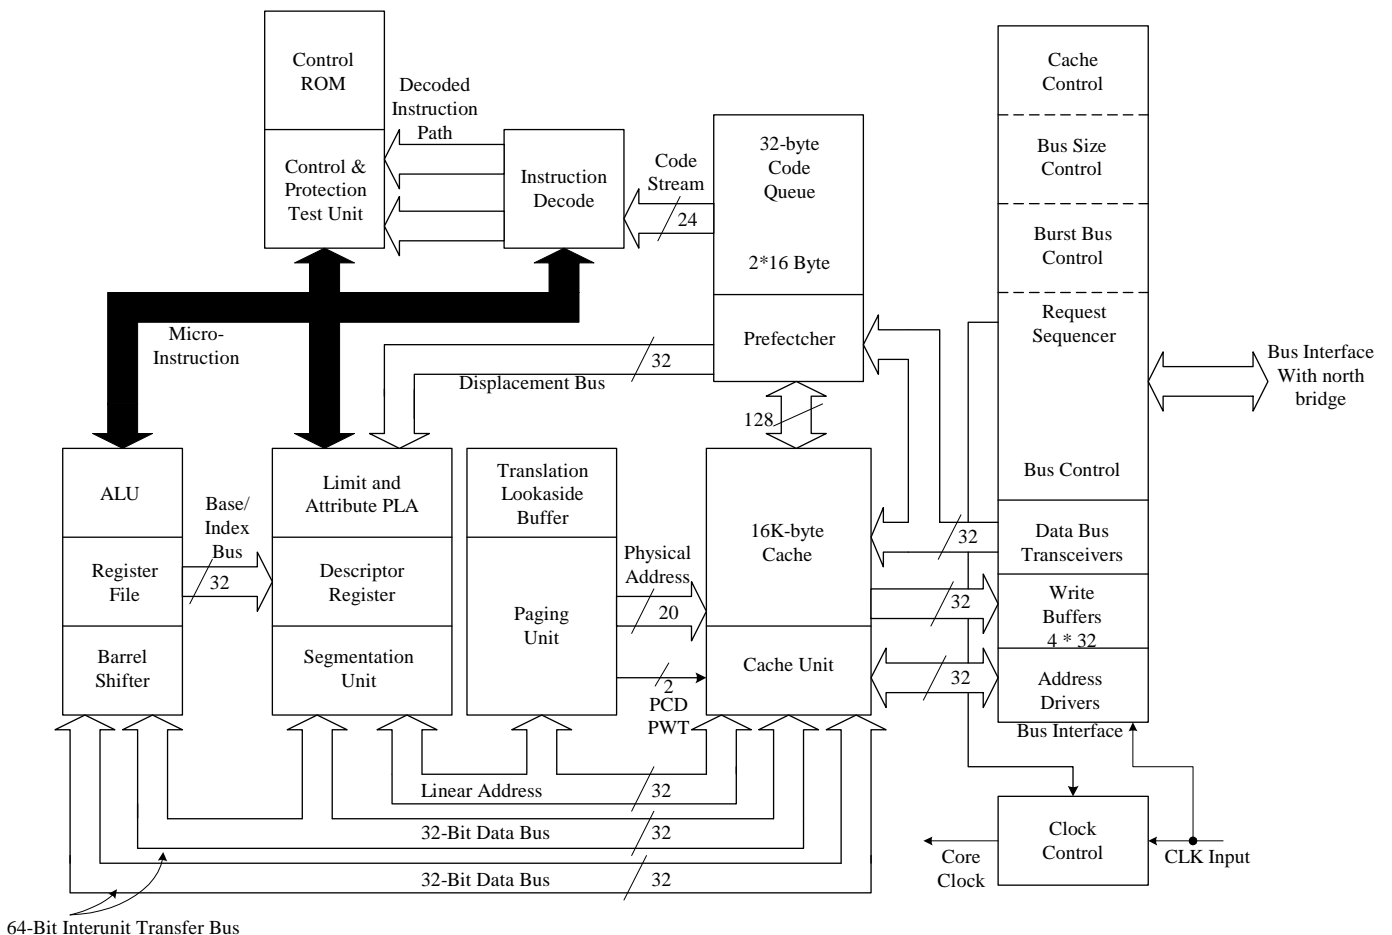 Control
ROM
Control &
Protection
Test Unit
Decoded
Instruction
Path
Instruction
Decode
Code
Stream
24
32-byte
Code
Queue
2*16 Byte
Prefectcher
Cache
Control
Bus Size
Control
Burst Bus
Control
Request
Sequencer
Bus Control
Bus Interface
With north
bridge
Micro-
Instruction
32
Displacement Bus
128
ALU
Register
File
Barrel
Shifter
Base/
Index
Bus
32
Limit and
Attribute PLA
Descriptor
Register
Segmentation
Unit
Translation
Lookaside
Buffer
Paging
Unit
Physical
Address
20
2
PCD
PWT
16K-byte
Cache
Cache Unit
32
32
32
Data Bus
Transceivers
Write
Buffers
4 * 32
Address
Drivers
Bus Interface
Linear Address
32
32-Bit Data Bus
32
32-Bit Data Bus
32
Clock
Control
Core
Clock
CLK Input
64-Bit Interunit Transfer Bus